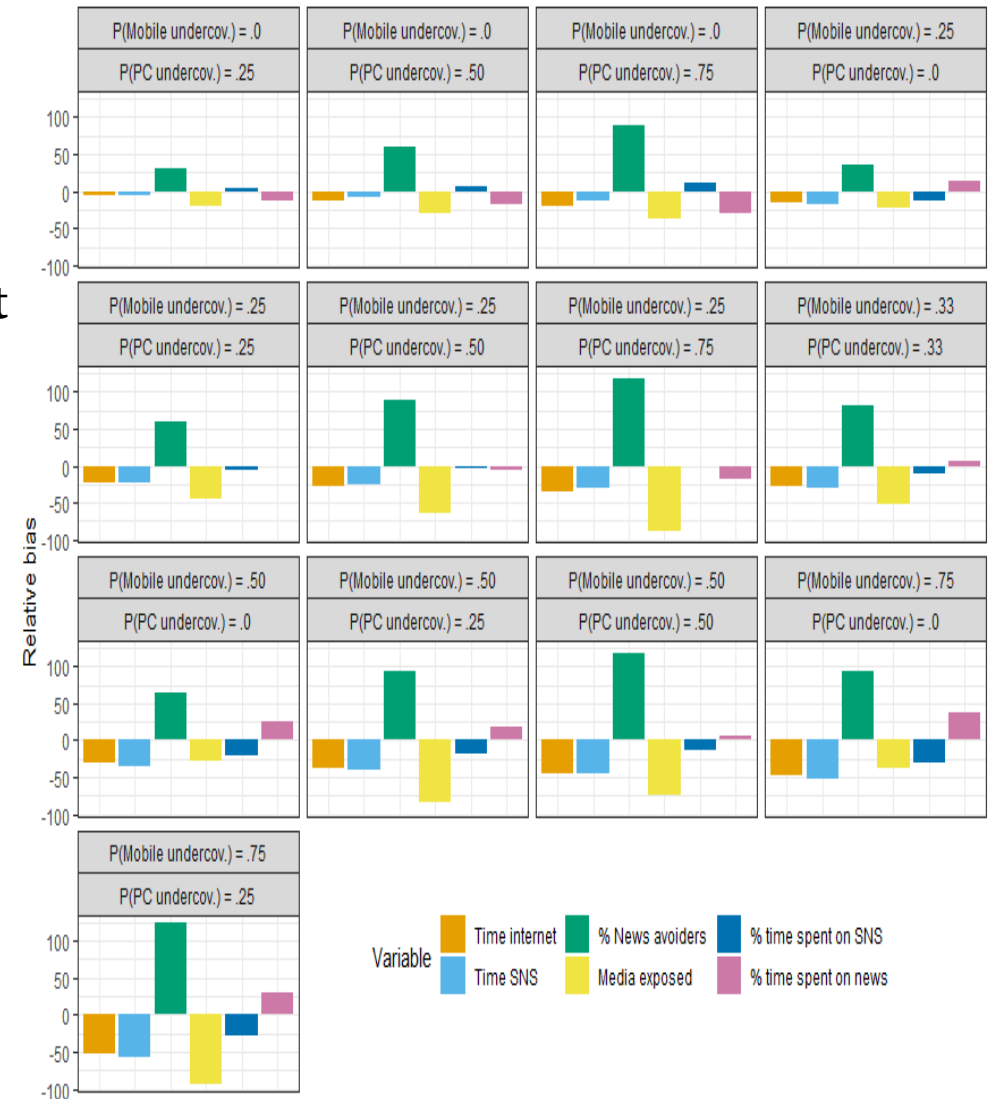 P(Mobile undercov.) = .0
P(PC undercov.) = .25
P(Mobile undercov.) = .0
P(PC undercov.) = .50
P(Mobile undercov.) = .0
P(PC undercov.) = .75
P(Mobile undercov.) = .25
P(PC undercov.) = .0
100
50
0
-50
-100
t
P(Mobile undercov.) = .25
P(PC undercov.) = .25
P(Mobile undercov.) = .25
P(PC undercov.) = .50
P(Mobile undercov.) = .25
P(PC undercov.) = .75
P(Mobile undercov.) = .33
P(PC undercov.) = .33
100
50
0
-50
-100
Relative bias
P(Mobile undercov.) = .50
P(PC undercov.) = .0
P(Mobile undercov.) = .50
P(PC undercov.) = .25
P(Mobile undercov.) = .50
P(PC undercov.) = .50
P(Mobile undercov.) = .75
P(PC undercov.) = .0
100
50
0
-50
-100
P(Mobile undercov.) = .75
P(PC undercov.) = .25
100
50
0
-50
-100
Variable
Time internet
% News avoiders
% time spent on SNS
Time SNS
Media exposed
% time spent on news